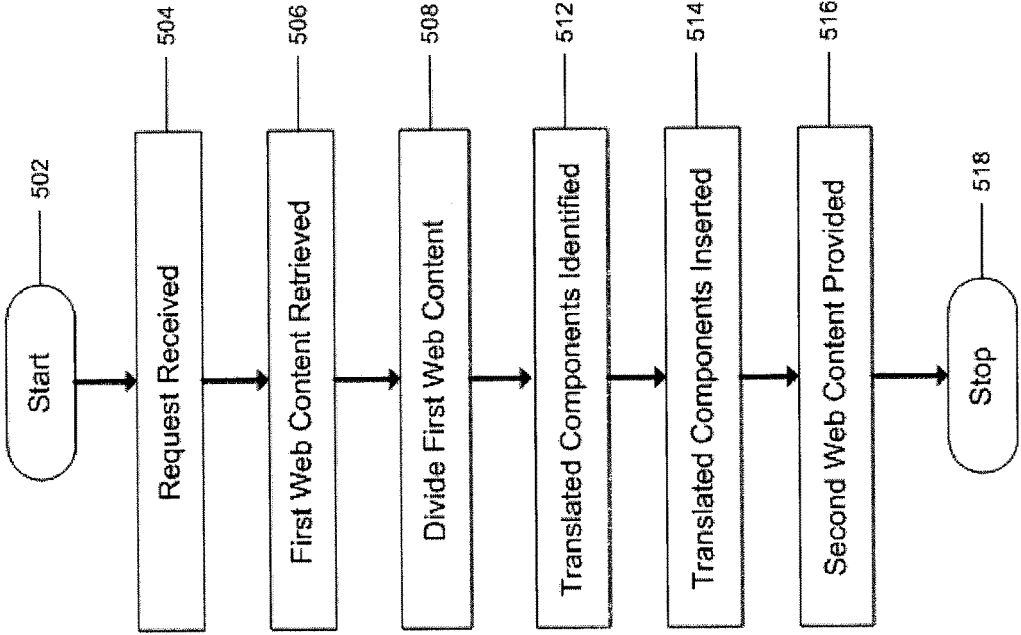 Start
502
Request Received
504
First Web Content Retrieved
506
Divide First Web Content
508
Translated Components Identified
512
Translated Components Inserted
514
Second Web Content Provided
516
Stop
518